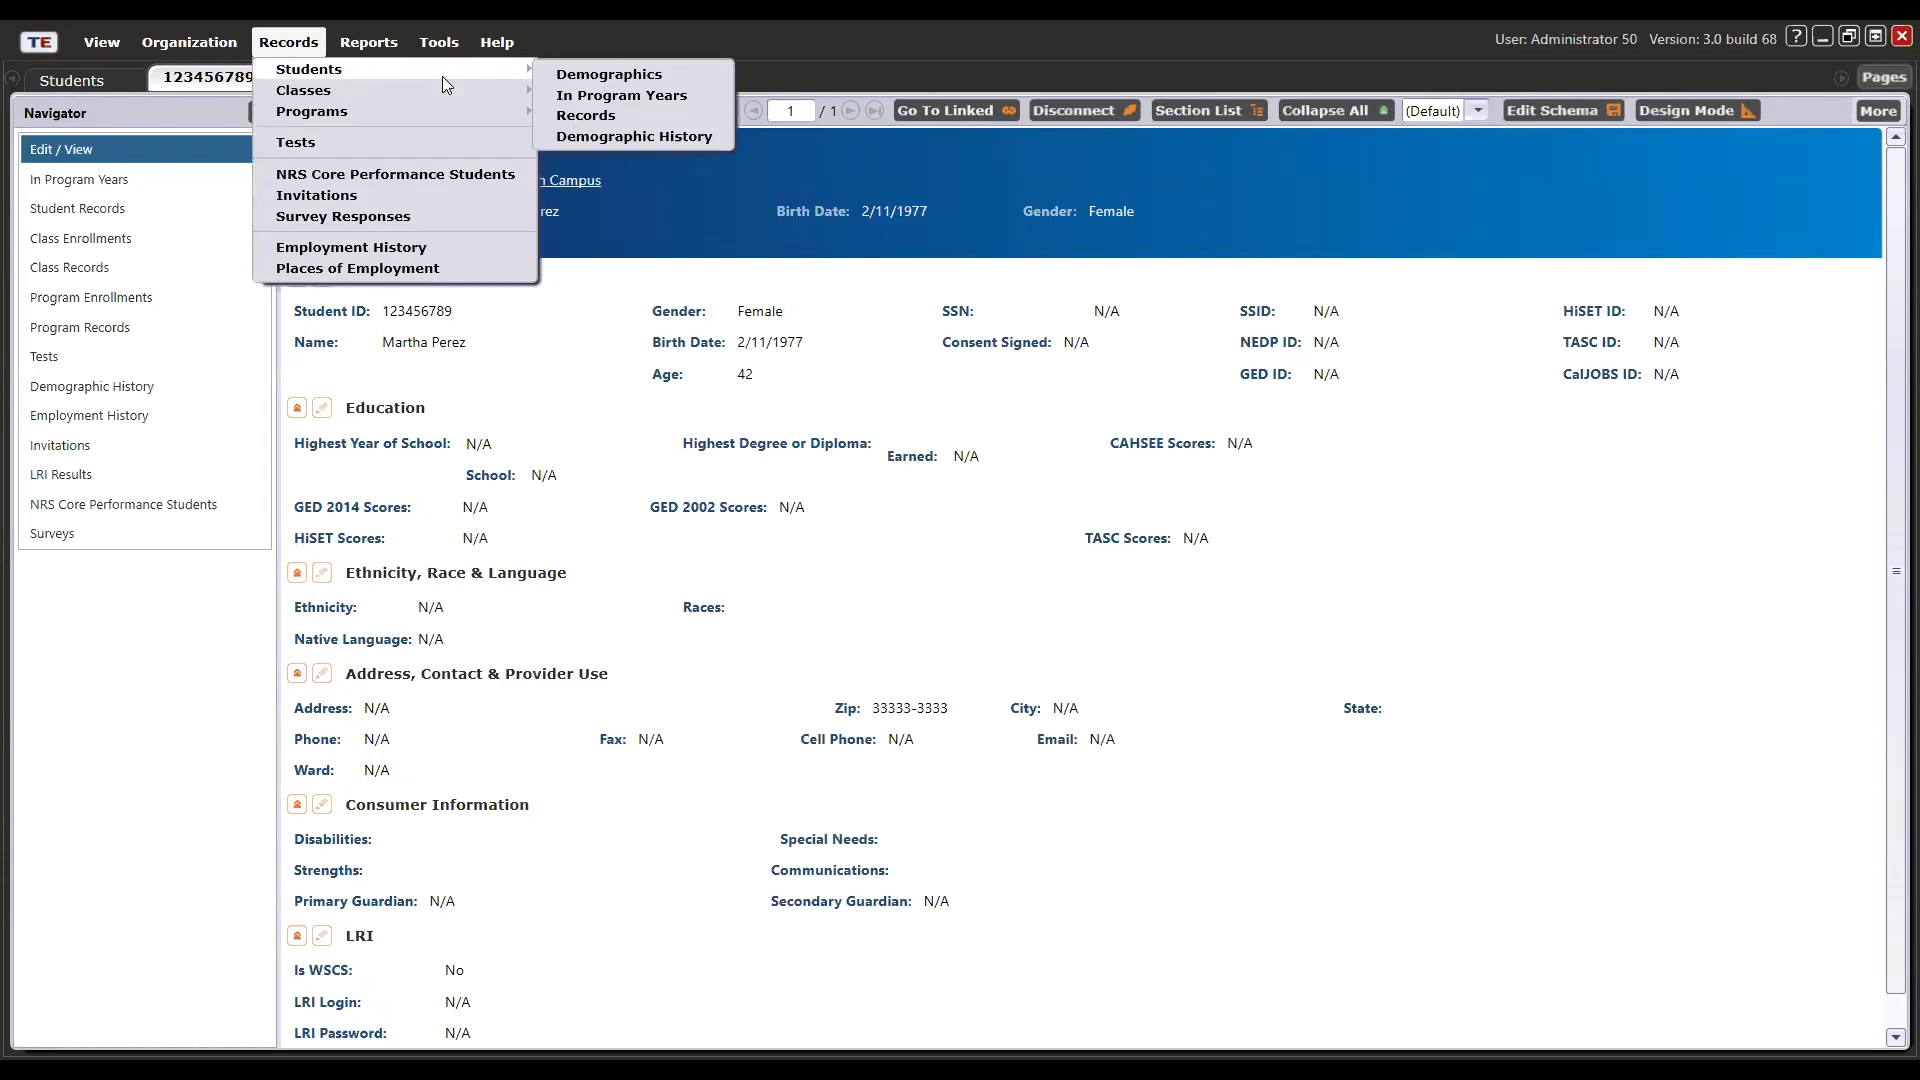 TE View Organization Records Reports Tools Help User: Administrator 50 Version: 3.0 build 68 ?
Students 123456789 Pages
Students
Classes
Programs
Tests
NRS Core Performance Students
Invitations
Survey Responses
Employment History
Places of Employment
Demographics
In Program Years
Records
Demographic History
Navigator
1 / 1 Go To Linked Disconnect Section List Collapse All (Default) Edit Schema Design Mode More
Edit / View
In Program Years
Student Records
Class Enrollments
Class Records
Program Enrollments
Program Records
Tests
Demographic History
Employment History
Invitations
LRI Results
NRS Core Performance Students
Surveys
n Campus
rez Birth Date: 2/11/1977 Gender: Female
Student ID: 123456789 Gender: Female SSN: N/A SSID: N/A HiSET ID: N/A
Name: Martha Perez Birth Date: 2/11/1977 Consent Signed: N/A NEDP ID: N/A TASC ID: N/A
Age: 42 GED ID: N/A CalJOBS ID: N/A
Education
Highest Year of School: N/A Highest Degree or Diploma: CAHSEE Scores: N/A
Earned: N/A
School: N/A
GED 2014 Scores: N/A GED 2002 Scores: N/A
HiSET Scores: N/A TASC Scores: N/A
Ethnicity, Race & Language
Ethnicity: N/A Races:
Native Language: N/A
Address, Contact & Provider Use
Address: N/A Zip: 33333-3333 City: N/A State:
Phone: N/A Fax: N/A Cell Phone: N/A Email: N/A
Ward: N/A
Consumer Information
Disabilities: Special Needs:
Strengths: Communications:
Primary Guardian: N/A Secondary Guardian: N/A
LRI
Is WSCS: No
LRI Login: N/A
LRI Password: N/A